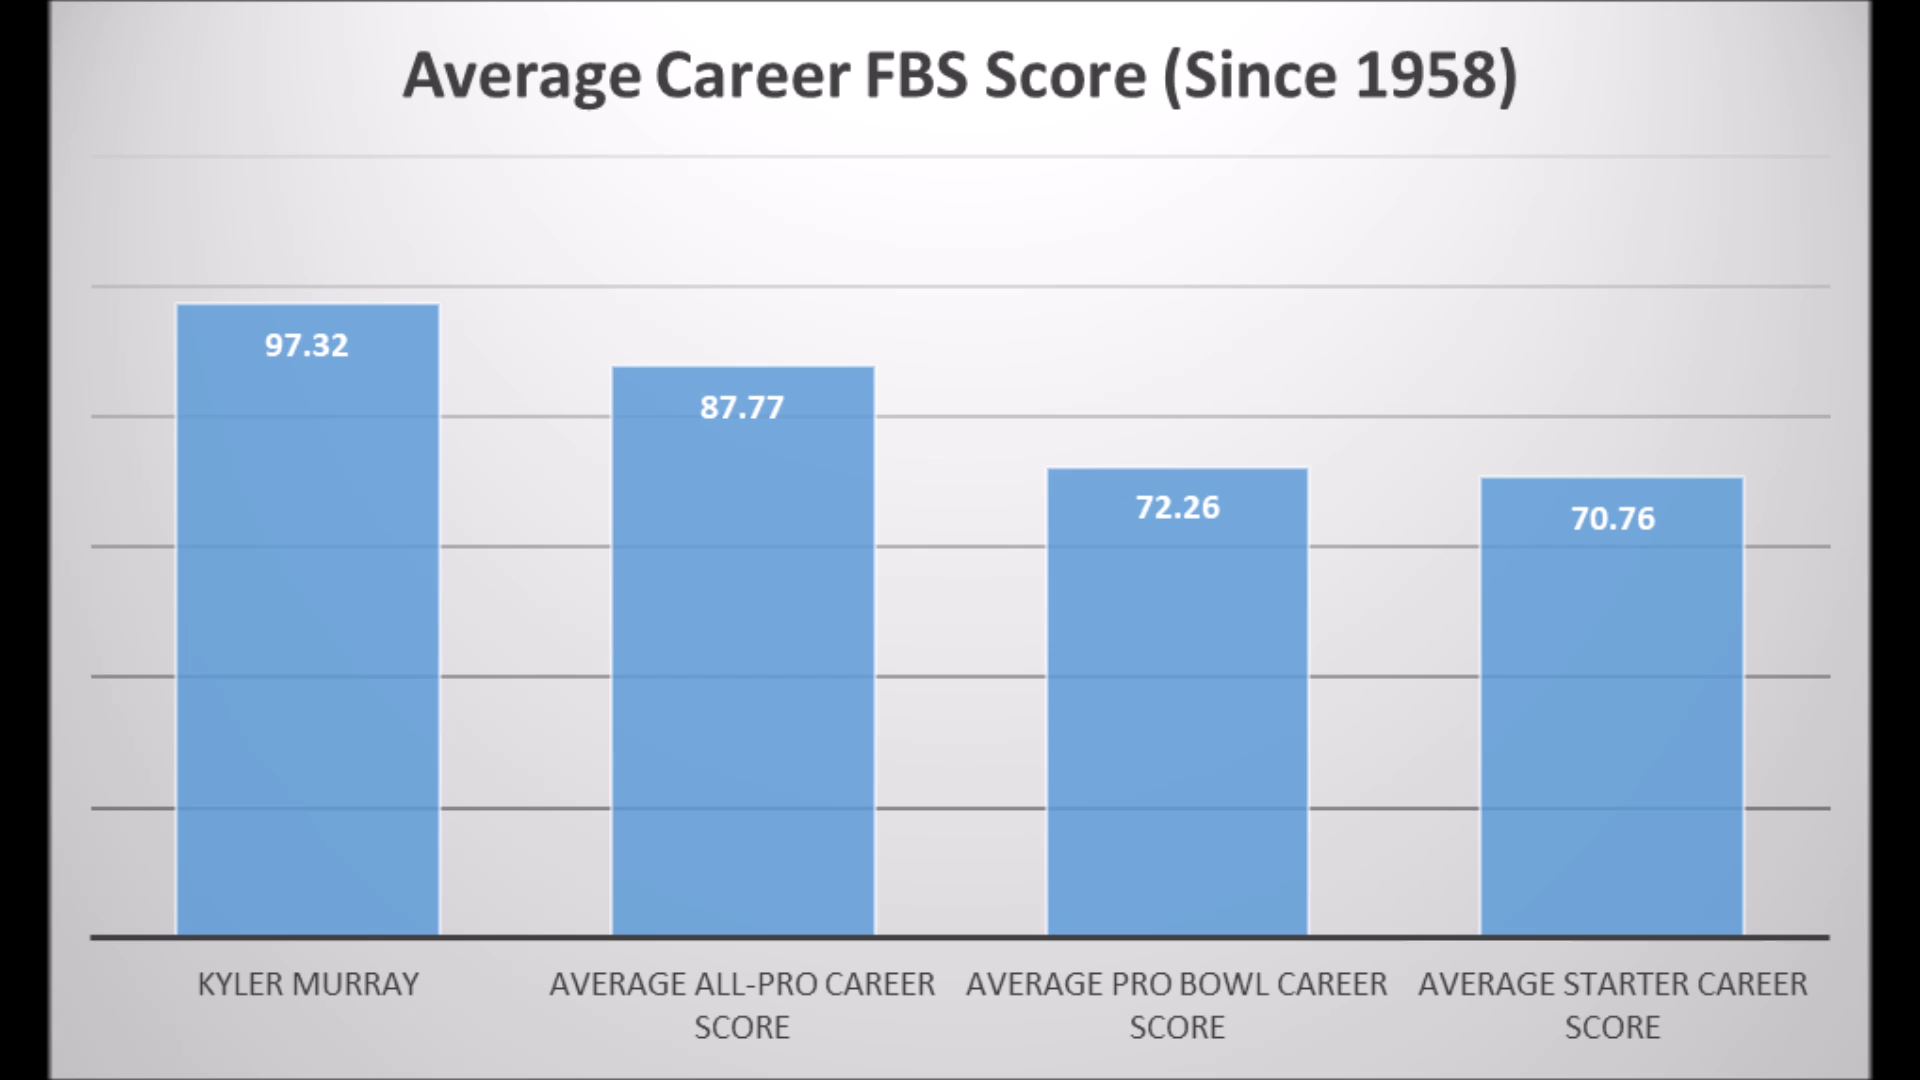 Average Career FBS Score (Since 1958)
97.32
87.77
72.26
70.76
KYLER MURRAY
AVERAGE ALL-PRO CAREER
SCORE
AVERAGE PRO BOWL CAREER
SCORE
AVERAGE STARTER CAREER
SCORE